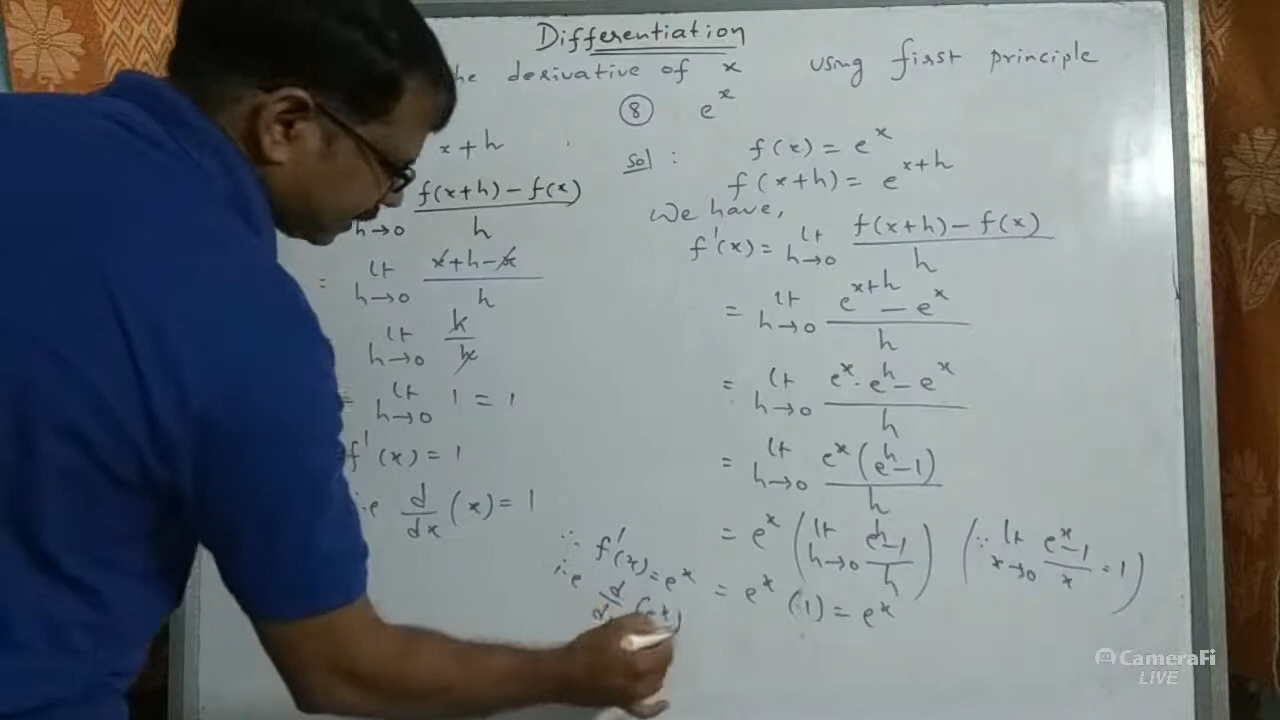 Differentiation
he derivative of x using first principle
x+h
f(x+h) − f(x) / h
h→0
= lt h→0 x+h−x / h
lt h→0 h / h
= lt h→0 1 = 1
f'(x) = 1
i.e d/dx (x) = 1
⑧ e^x
sol : f(x) = e^x
f(x+h) = e^(x+h)
We have,
f'(x) = lt h→0 f(x+h) − f(x) / h
= lt h→0 e^(x+h) − e^x / h
= lt h→0 e^x · e^h − e^x / h
= lt h→0 e^x (e^h − 1) / h
= e^x ( lt h→0 e^h − 1 / h ) ( ∵ lt x→0 e^x − 1 / x = 1 )
= e^x (1) = e^x
∴ f'(x) = e^x
i.e d/
CameraFi
LIVE